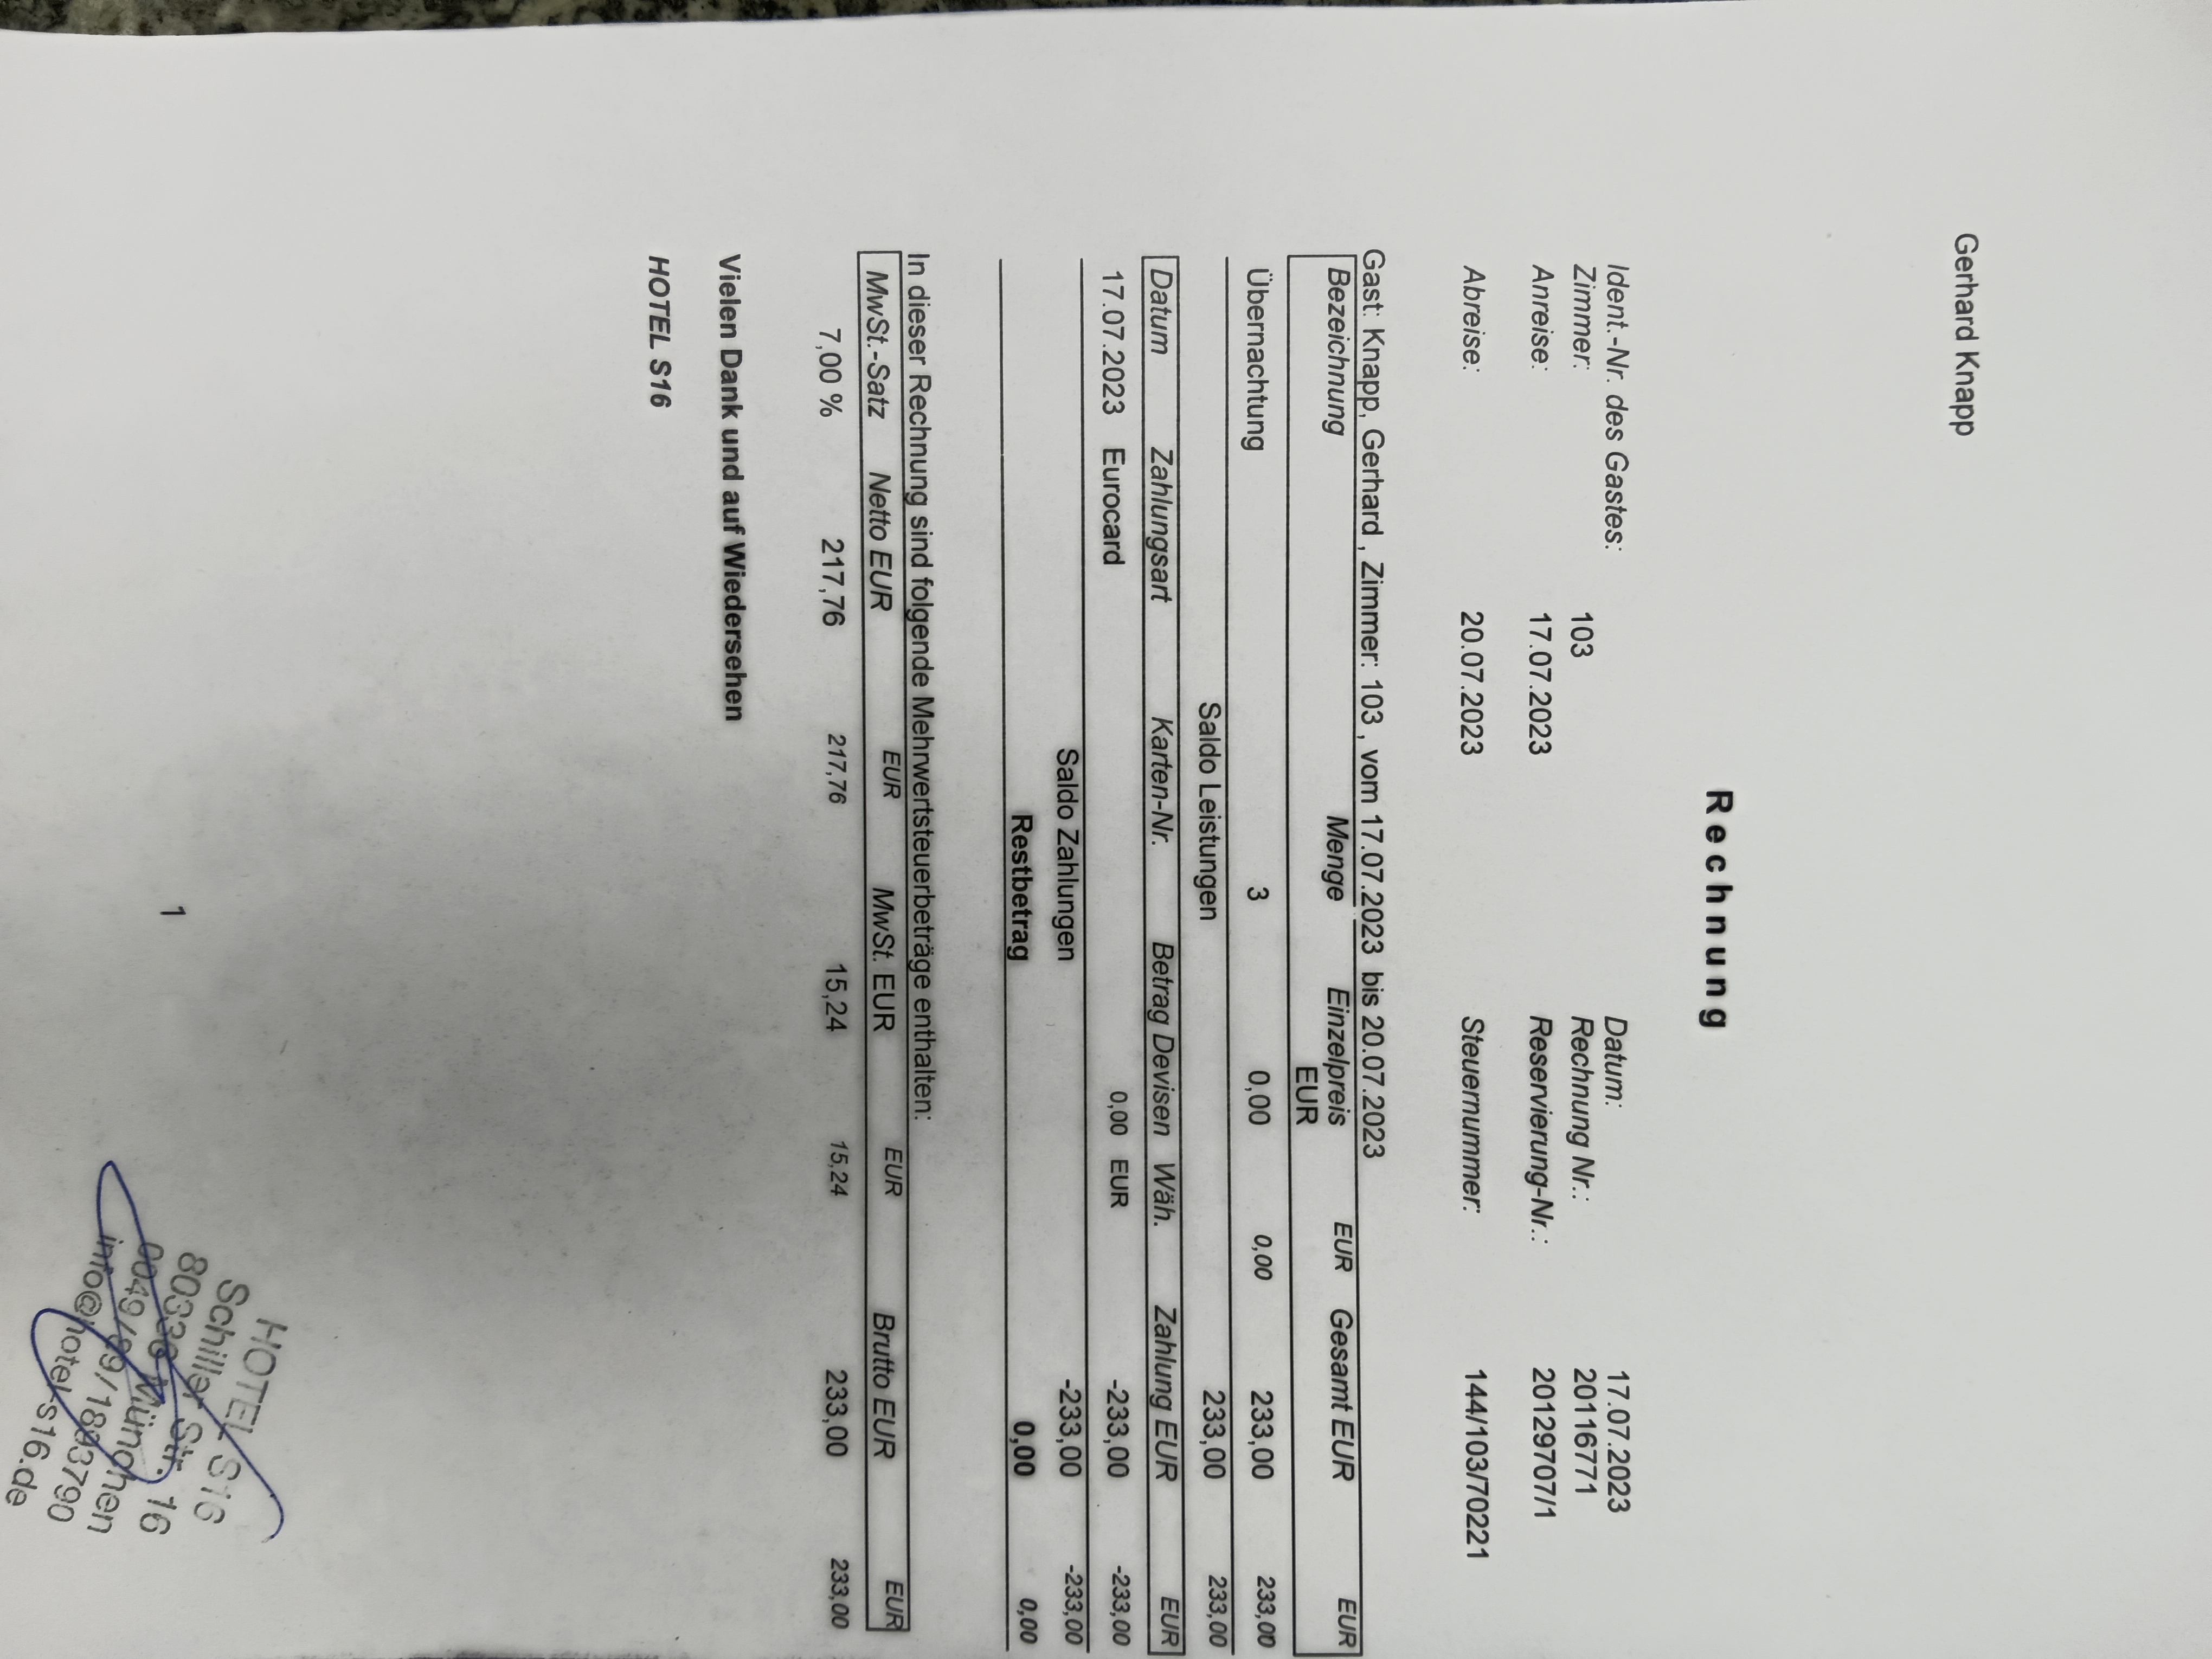 Gerhard Knapp
Rechnung
Ident.-Nr. des Gastes: Datum: 17.07.2023
Zimmer: 103 Rechnung Nr.: 20116771
Anreise: 17.07.2023 Reservierung-Nr.: 20129707/1
Abreise: 20.07.2023 Steuernummer: 144/103/70221
Gast: Knapp, Gerhard , Zimmer: 103 , vom 17.07.2023 bis 20.07.2023
Bezeichnung Menge Einzelpreis EUR Gesamt EUR EUR
EUR
Übernachtung 3 0,00 0,00 233,00 233,00
Saldo Leistungen 233,00 233,00
Datum Zahlungsart Karten-Nr. Betrag Devisen Wäh. Zahlung EUR EUR
17.07.2023 Eurocard 0,00 EUR -233,00 -233,00
Saldo Zahlungen -233,00 -233,00
Restbetrag 0,00 0,00
In dieser Rechnung sind folgende Mehrwertsteuerbeträge enthalten:
MwSt.-Satz Netto EUR EUR MwSt. EUR EUR Brutto EUR EUR
7,00 % 217,76 217,76 15,24 15,24 233,00 233,00
Vielen Dank und auf Wiedersehen
HOTEL S16
1
HOTEL S16
Schiller Str. 16
80336 München
0049/89/1893790
info@hotel-s16.de